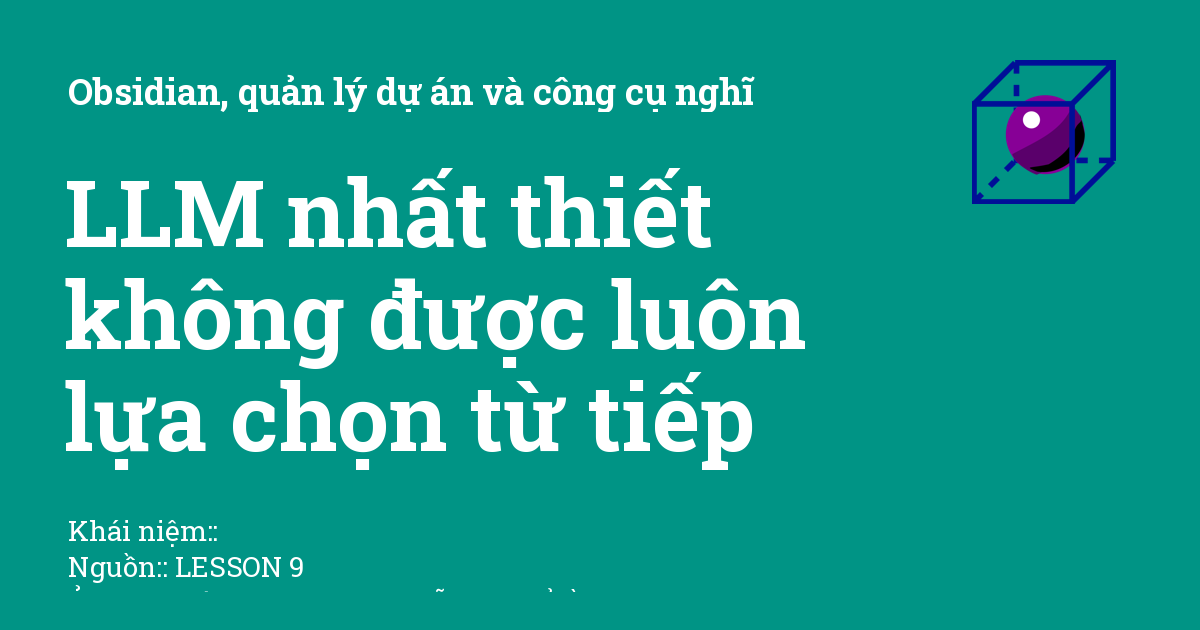 Obsidian, quản lý dự án và công cụ nghĩ
LLM nhất thiết
không được luôn
lựa chọn từ tiếp
Khái niệm::
Nguồn:: LESSON 9